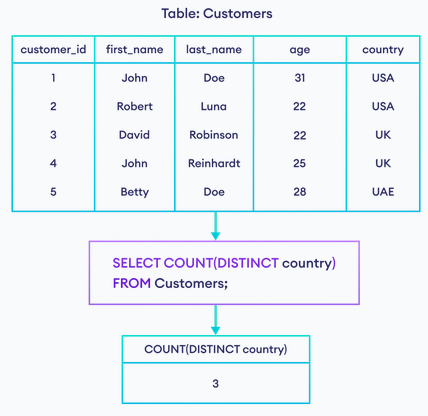 Table: Customers
customer_id first_name last_name age country
1 John Doe 31 USA
2 Robert Luna 22 USA
3 David Robinson 22 UK
4 John Reinhardt 25 UK
5 Betty Doe 28 UAE
SELECT COUNT(DISTINCT country)
FROM Customers;
COUNT(DISTINCT country)
3